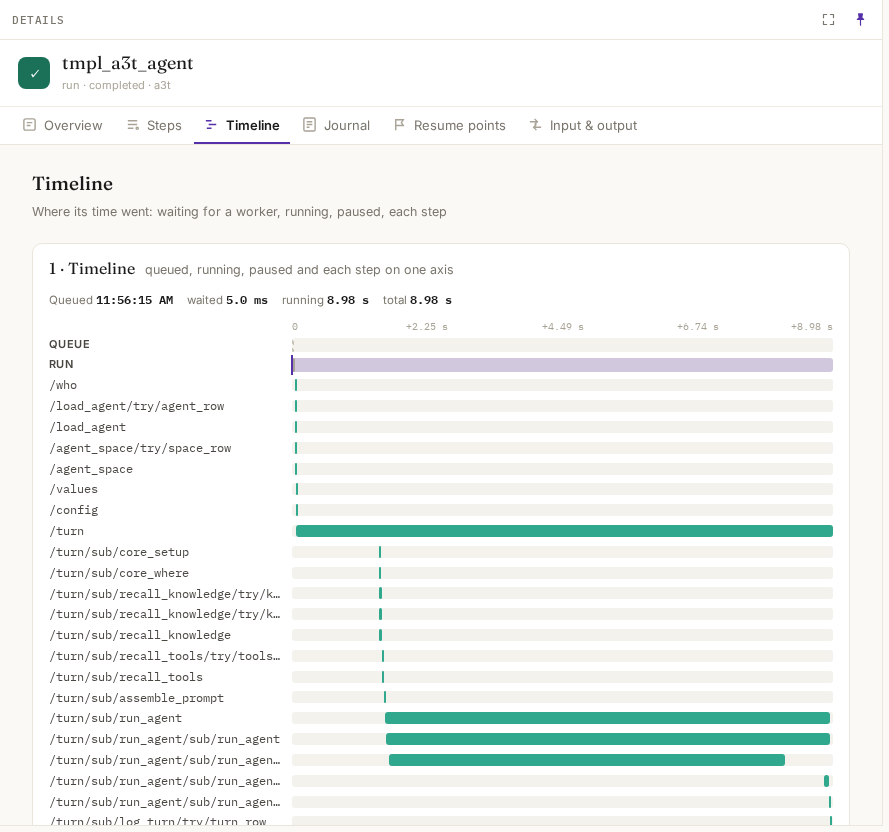 DETAILS
tmpl_a3t_agent
run · completed · a3t
Overview Steps Timeline Journal Resume points Input & output
Timeline
Where its time went: waiting for a worker, running, paused, each step
1 · Timeline queued, running, paused and each step on one axis
Queued 11:56:15 AM waited 5.0 ms running 8.98 s total 8.98 s
0 +2.25 s +4.49 s +6.74 s +8.98 s
QUEUE
RUN
/who
/load_agent/try/agent_row
/load_agent
/agent_space/try/space_row
/agent_space
/values
/config
/turn
/turn/sub/core_setup
/turn/sub/core_where
/turn/sub/recall_knowledge/try/k…
/turn/sub/recall_knowledge/try/k…
/turn/sub/recall_knowledge
/turn/sub/recall_tools/try/tools…
/turn/sub/recall_tools
/turn/sub/assemble_prompt
/turn/sub/run_agent
/turn/sub/run_agent/sub/run_agent
/turn/sub/run_agent/sub/run_agen…
/turn/sub/run_agent/sub/run_agen…
/turn/sub/run_agent/sub/run_agen…
/turn/sub/log_turn/try/turn_row